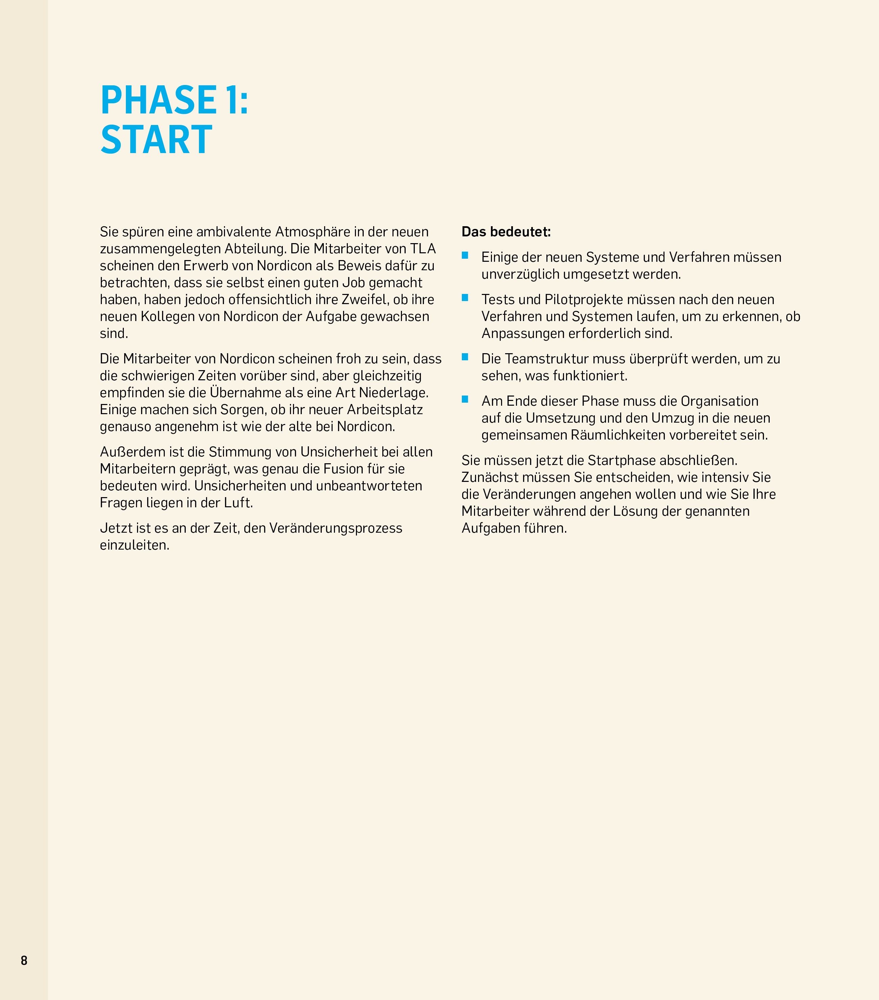 PHASE 1:
START
Sie spüren eine ambivalente Atmosphäre in der neuen
zusammengelegten Abteilung. Die Mitarbeiter von TLA
scheinen den Erwerb von Nordicon als Beweis dafür zu
betrachten, dass sie selbst einen guten Job gemacht
haben, haben jedoch offensichtlich ihre Zweifel, ob ihre
neuen Kollegen von Nordicon der Aufgabe gewachsen
sind.
Die Mitarbeiter von Nordicon scheinen froh zu sein, dass
die schwierigen Zeiten vorüber sind, aber gleichzeitig
empfinden sie die Übernahme als eine Art Niederlage.
Einige machen sich Sorgen, ob ihr neuer Arbeitsplatz
genauso angenehm ist wie der alte bei Nordicon.
Außerdem ist die Stimmung von Unsicherheit bei allen
Mitarbeitern geprägt, was genau die Fusion für sie
bedeuten wird. Unsicherheiten und unbeantworteten
Fragen liegen in der Luft.
Jetzt ist es an der Zeit, den Veränderungsprozess
einzuleiten.
Das bedeutet:
Einige der neuen Systeme und Verfahren müssen
unverzüglich umgesetzt werden.
Tests und Pilotprojekte müssen nach den neuen
Verfahren und Systemen laufen, um zu erkennen, ob
Anpassungen erforderlich sind.
Die Teamstruktur muss überprüft werden, um zu
sehen, was funktioniert.
Am Ende dieser Phase muss die Organisation
auf die Umsetzung und den Umzug in die neuen
gemeinsamen Räumlichkeiten vorbereitet sein.
Sie müssen jetzt die Startphase abschließen.
Zunächst müssen Sie entscheiden, wie intensiv Sie
die Veränderungen angehen wollen und wie Sie Ihre
Mitarbeiter während der Lösung der genannten
Aufgaben führen.
8